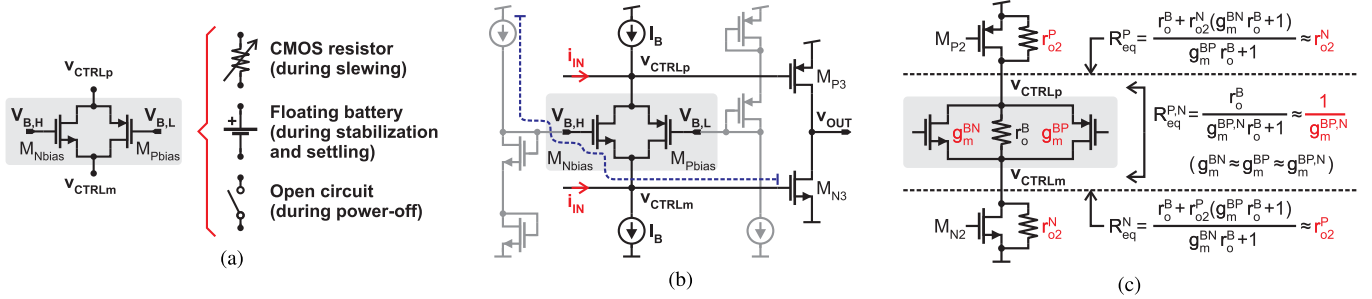 v_CTRLp
V_B,H
V_B,L
M_Nbias
M_Pbias
v_CTRLm
CMOS resistor
(during slewing)
+
Floating battery
(during stabilization
and settling)
Open circuit
(during power-off)
(a)
I_B
i_IN
v_CTRLp
M_P3
V_B,H
V_B,L
v_OUT
M_Nbias
M_Pbias
i_IN
v_CTRLm
M_N3
I_B
(b)
M_P2
r_o2^P
R_eq^P = (r_o^B + r_o2^N (g_m^BN r_o^B + 1)) / (g_m^BP r_o^B + 1) ≈ r_o2^N
v_CTRLp
g_m^BN
r_o^B
g_m^BP
R_eq^P,N = r_o^B / (g_m^BP,N r_o^B + 1) ≈ 1 / g_m^BP,N
(g_m^BN ≈ g_m^BP ≈ g_m^BP,N)
v_CTRLm
M_N2
r_o2^N
R_eq^N = (r_o^B + r_o2^P (g_m^BP r_o^B + 1)) / (g_m^BN r_o^B + 1) ≈ r_o2^P
(c)